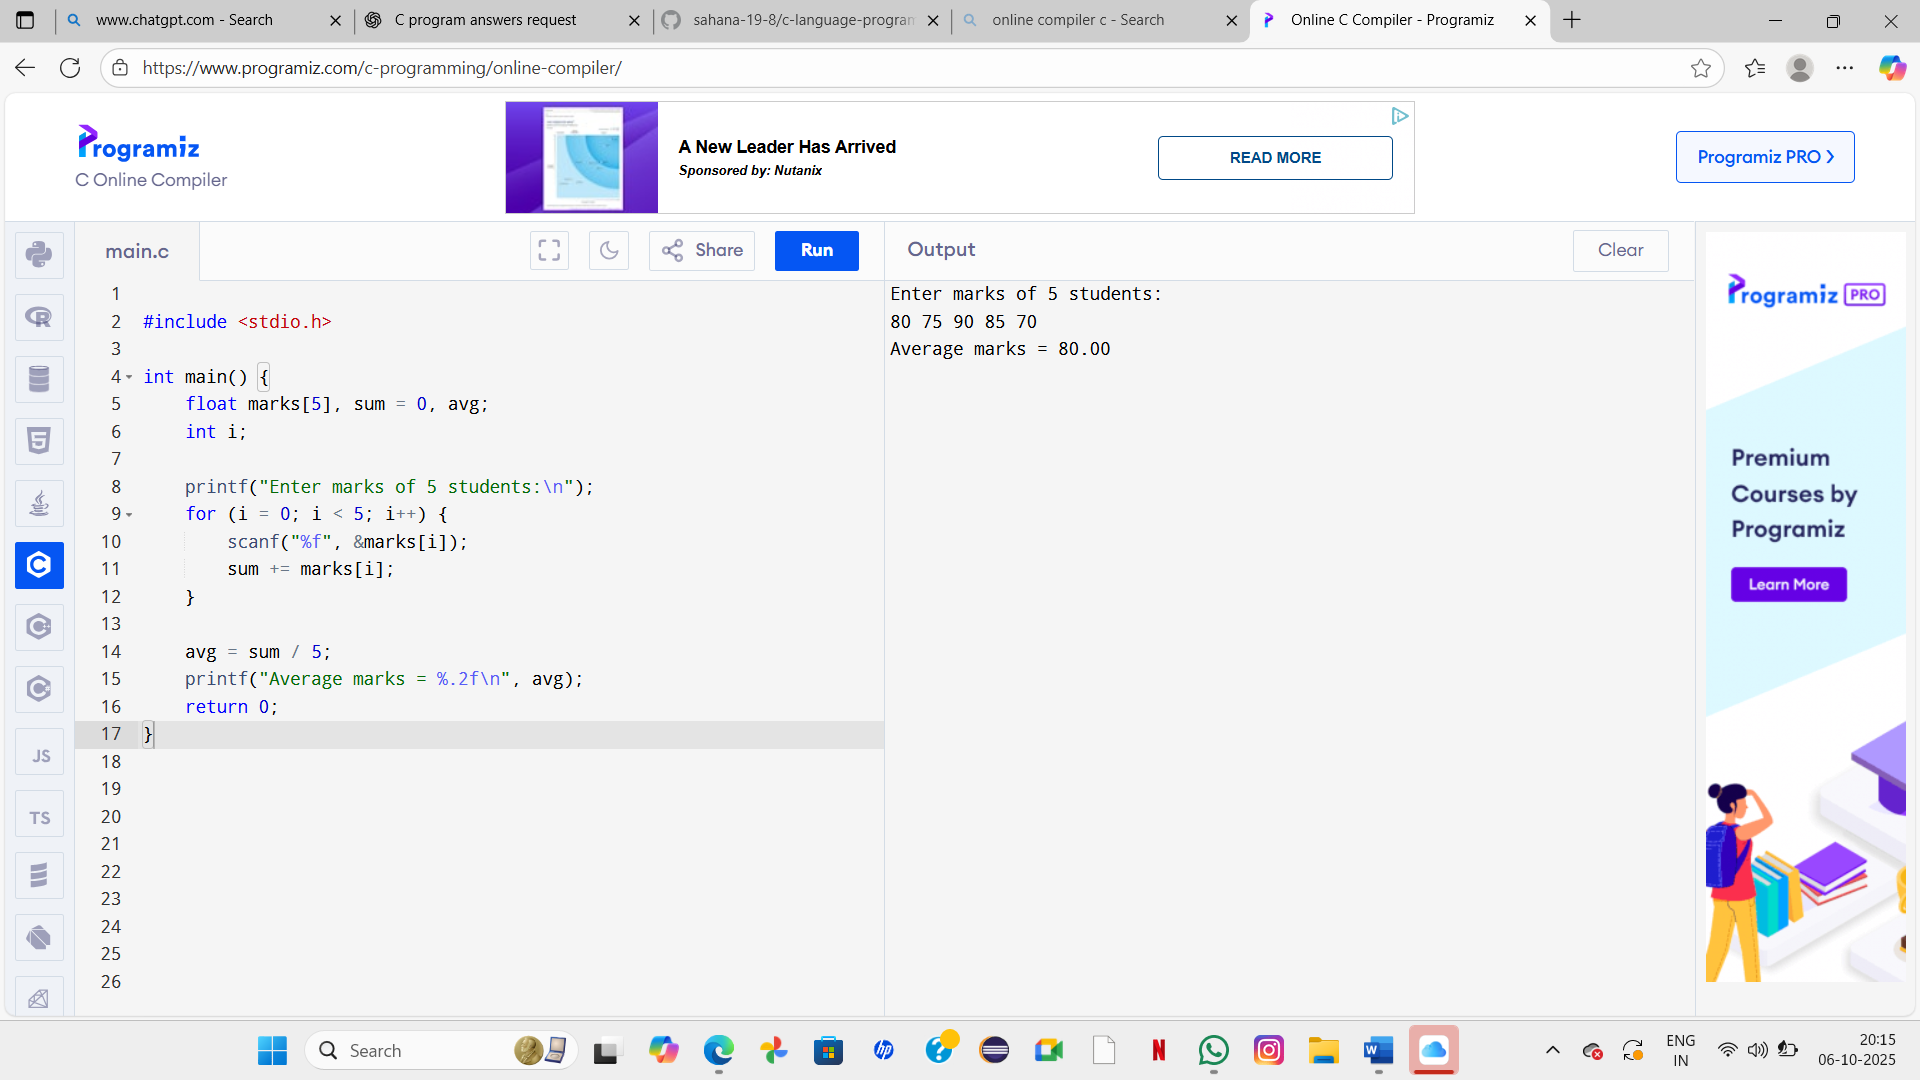 www.chatgpt.com - Search
C program answers request
sahana-19-8/c-language-program
online compiler c - Search
Online C Compiler - Programiz
https://www.programiz.com/c-programming/online-compiler/
Programiz
C Online Compiler
A New Leader Has Arrived
Sponsored by: Nutanix
READ MORE
Programiz PRO
main.c
Share
Run
Output
Clear
1
2 #include <stdio.h>
3
4 int main() {
5     float marks[5], sum = 0, avg;
6     int i;
7
8     printf("Enter marks of 5 students:\n");
9     for (i = 0; i < 5; i++) {
10         scanf("%f", &marks[i]);
11         sum += marks[i];
12     }
13
14     avg = sum / 5;
15     printf("Average marks = %.2f\n", avg);
16     return 0;
17 }
18
19
20
21
22
23
24
25
26
Enter marks of 5 students:
80 75 90 85 70
Average marks = 80.00
Programiz PRO
Premium
Courses by
Programiz
Learn More
R
5
C
C
C
JS
TS
Search
hp
?
N
W
ENG
IN
20:15
06-10-2025